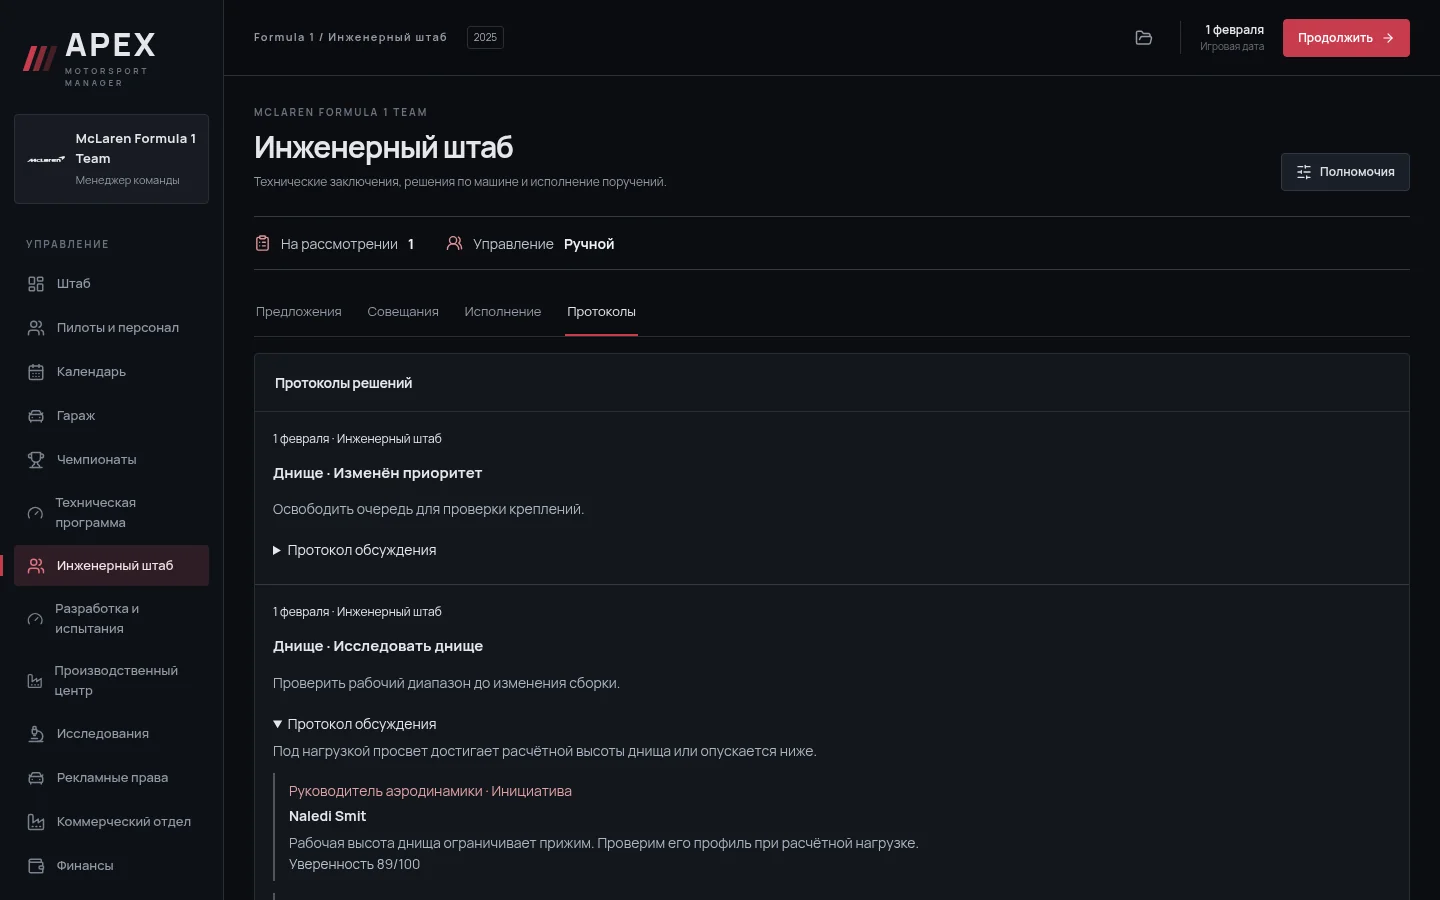 APEX
MOTORSPORT
MANAGER
McLaren
McLaren Formula 1
Team
Менеджер команды
УПРАВЛЕНИЕ
Штаб
Пилоты и персонал
Календарь
Гараж
Чемпионаты
Техническая
программа
Инженерный штаб
Разработка и
испытания
Производственный
центр
Исследования
Рекламные права
Коммерческий отдел
Финансы
Formula 1 / Инженерный штаб
2025
1 февраля
Игровая дата
Продолжить
MCLAREN FORMULA 1 TEAM
Инженерный штаб
Технические заключения, решения по машине и исполнение поручений.
Полномочия
На рассмотрении 1
Управление Ручной
Предложения
Совещания
Исполнение
Протоколы
Протоколы решений
1 февраля · Инженерный штаб
Днище · Изменён приоритет
Освободить очередь для проверки креплений.
Протокол обсуждения
1 февраля · Инженерный штаб
Днище · Исследовать днище
Проверить рабочий диапазон до изменения сборки.
Протокол обсуждения
Под нагрузкой просвет достигает расчётной высоты днища или опускается ниже.
Руководитель аэродинамики · Инициатива
Naledi Smit
Рабочая высота днища ограничивает прижим. Проверим его профиль при расчётной нагрузке.
Уверенность 89/100